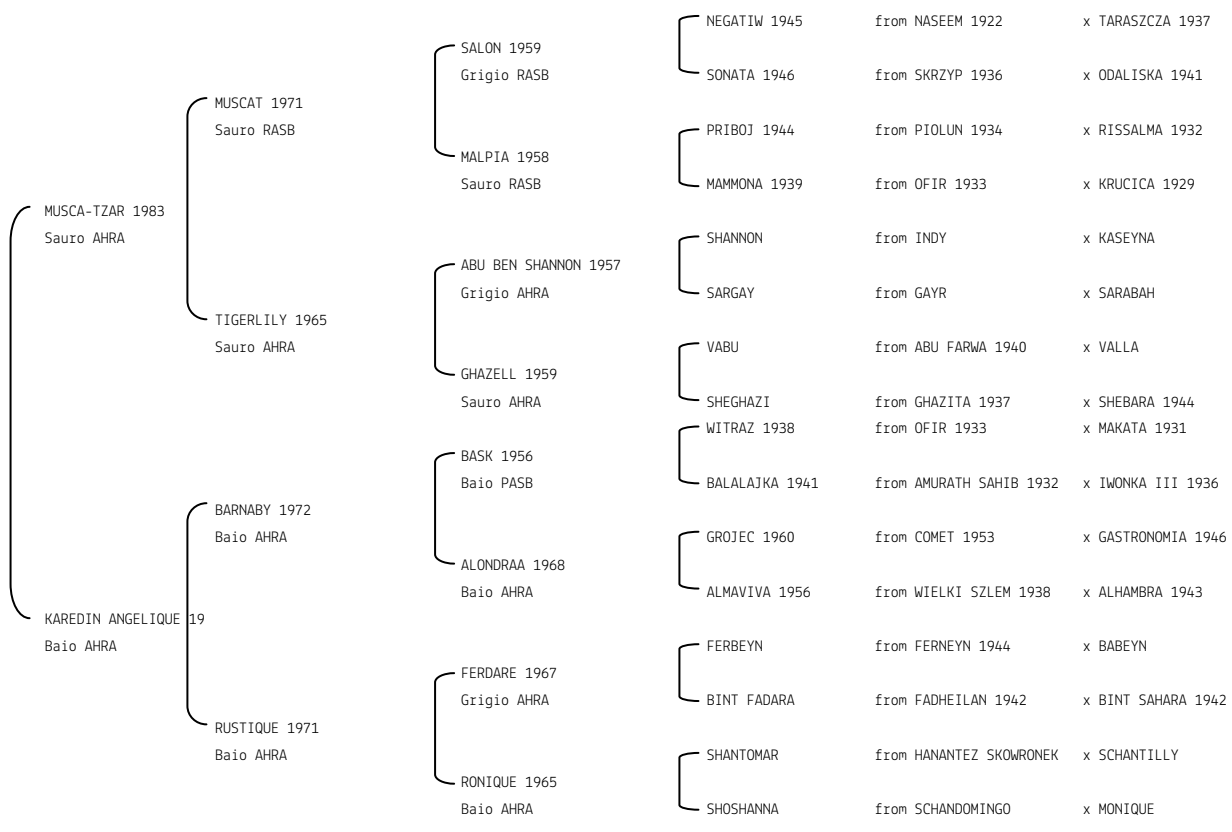 NEGATIW 1945 from NASEEM 1922 x TARASZCZA 1937
SALON 1959
Grigio RASB
SONATA 1946 from SKRZYP 1936 x ODALISKA 1941
MUSCAT 1971
Sauro RASB
PRIBOJ 1944 from PIOLUN 1934 x RISSALMA 1932
MALPIA 1958
Sauro RASB
MAMMONA 1939 from OFIR 1933 x KRUCICA 1929
MUSCA-TZAR 1983
Sauro AHRA
SHANNON from INDY x KASEYNA
ABU BEN SHANNON 1957
Grigio AHRA
SARGAY from GAYR x SARABAH
TIGERLILY 1965
Sauro AHRA
VABU from ABU FARWA 1940 x VALLA
GHAZELL 1959
Sauro AHRA
SHEGHAZI from GHAZITA 1937 x SHEBARA 1944
WITRAZ 1938 from OFIR 1933 x MAKATA 1931
BASK 1956
Baio PASB
BALALAJKA 1941 from AMURATH SAHIB 1932 x IWONKA III 1936
BARNABY 1972
Baio AHRA
GROJEC 1960 from COMET 1953 x GASTRONOMIA 1946
ALONDRAA 1968
Baio AHRA
ALMAVIVA 1956 from WIELKI SZLEM 1938 x ALHAMBRA 1943
KAREDIN ANGELIQUE 19
Baio AHRA
FERBEYN from FERNEYN 1944 x BABEYN
FERDARE 1967
Grigio AHRA
BINT FADARA from FADHEILAN 1942 x BINT SAHARA 1942
RUSTIQUE 1971
Baio AHRA
SHANTOMAR from HANANTEZ SKOWRONEK x SCHANTILLY
RONIQUE 1965
Baio AHRA
SHOSHANNA from SCHANDOMINGO x MONIQUE